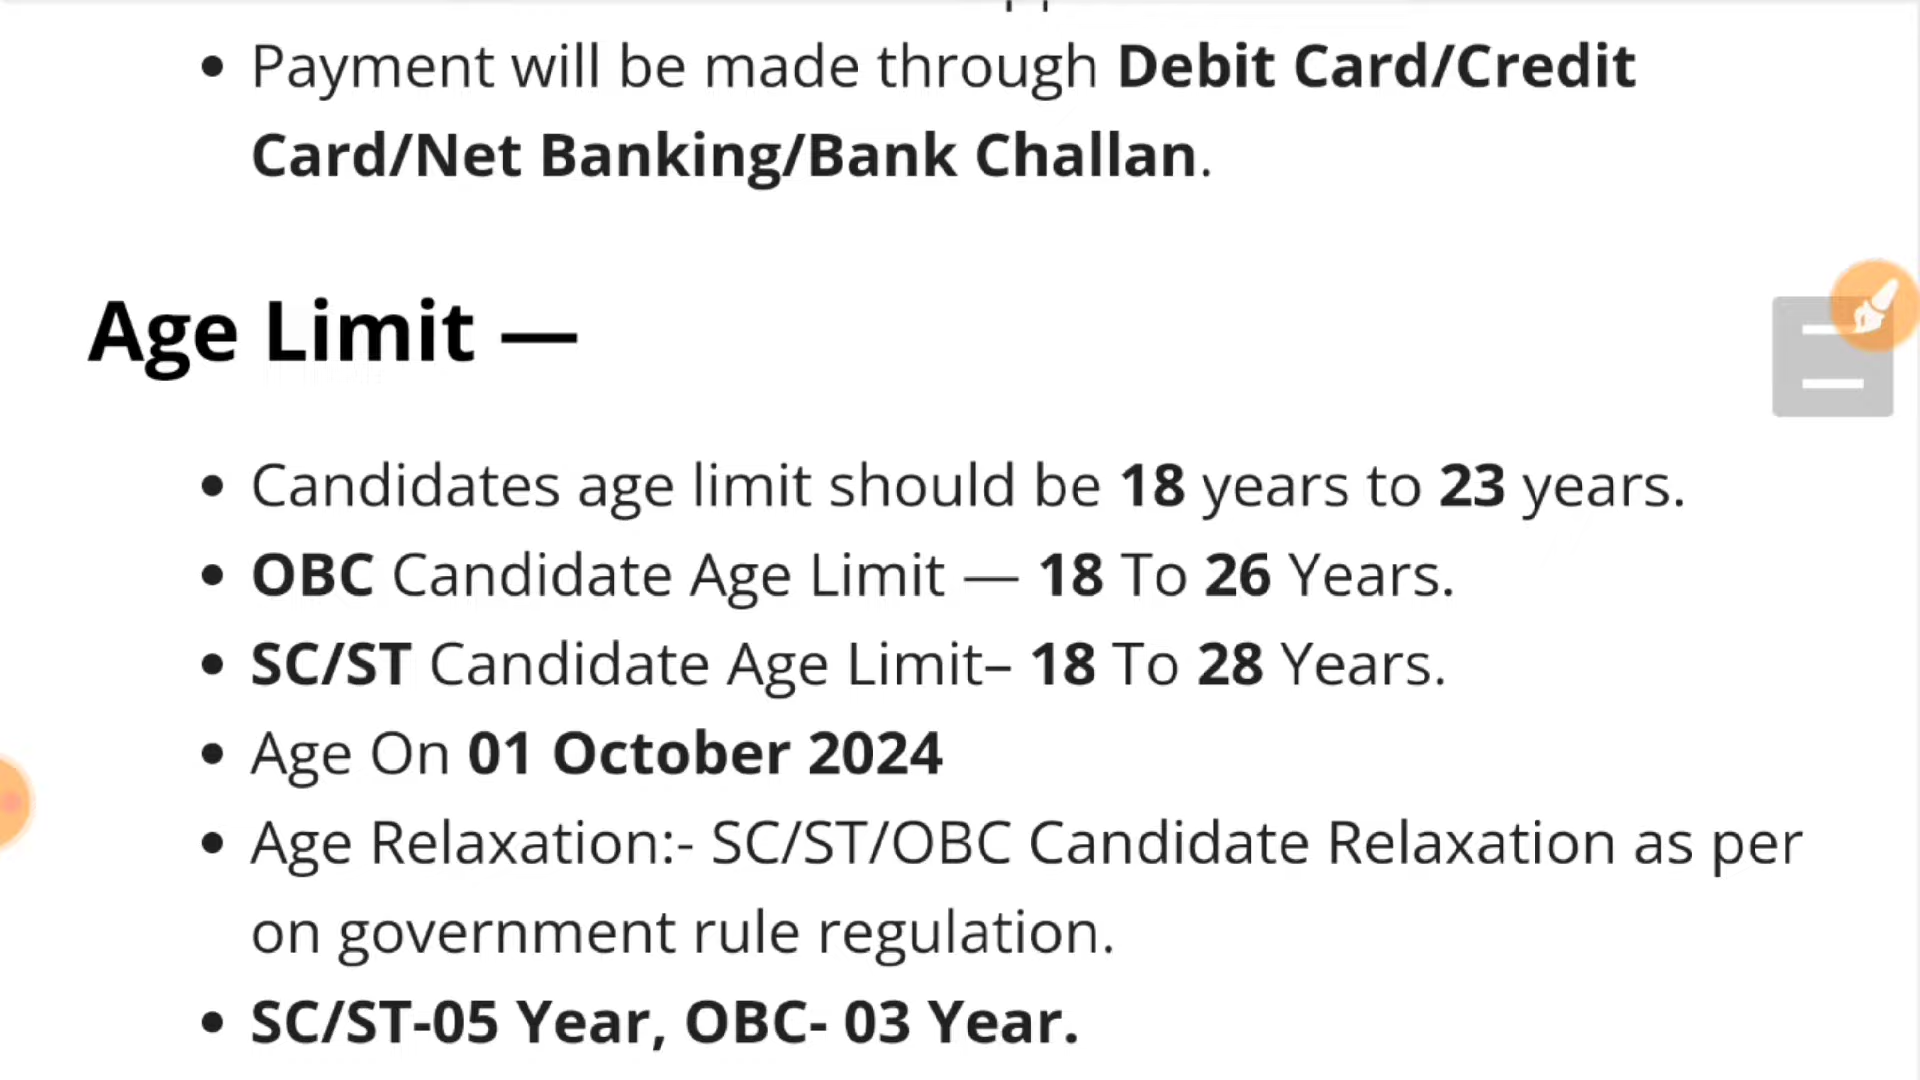 Payment will be made through Debit Card/Credit
Card/Net Banking/Bank Challan.
Age Limit —
Candidates age limit should be 18 years to 23 years.
OBC Candidate Age Limit — 18 To 26 Years.
SC/ST Candidate Age Limit– 18 To 28 Years.
Age On 01 October 2024
Age Relaxation:- SC/ST/OBC Candidate Relaxation as per
on government rule regulation.
SC/ST-05 Year, OBC- 03 Year.